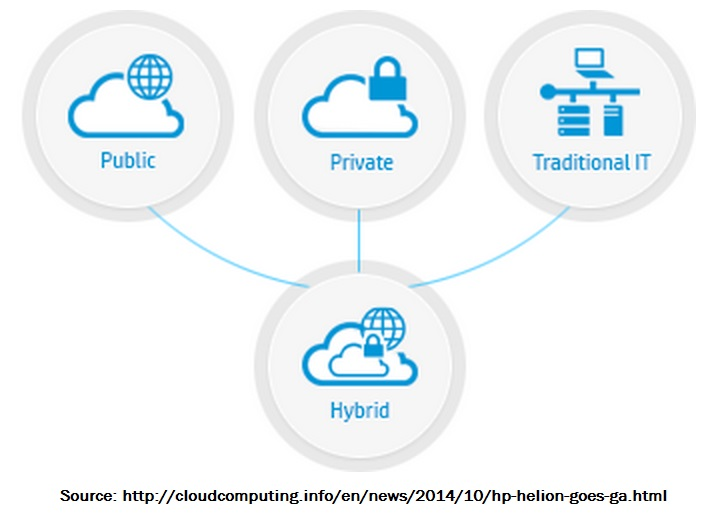 Public
Private
Traditional IT
Hybrid
Source: http://cloudcomputing.info/en/news/2014/10/hp-helion-goes-ga.html